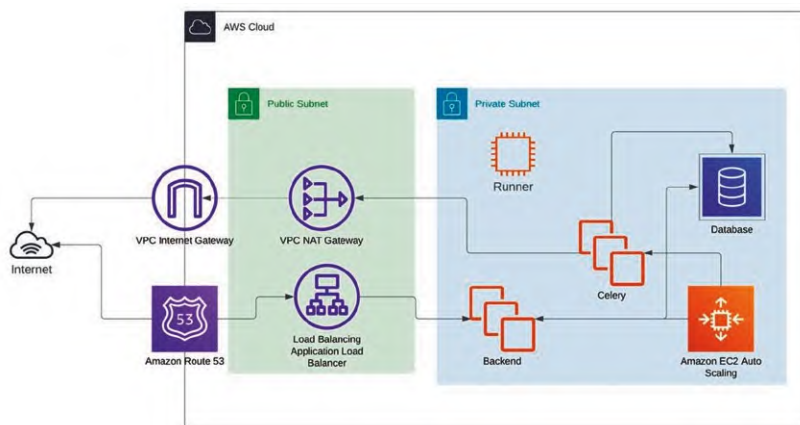 AWS Cloud
Public Subnet
Private Subnet
Runner
VPC Internet Gateway
VPC NAT Gateway
Database
Internet
Celery
53
Amazon Route 53
Load Balancing
Application Load
Balancer
Backend
Amazon EC2 Auto
Scaling